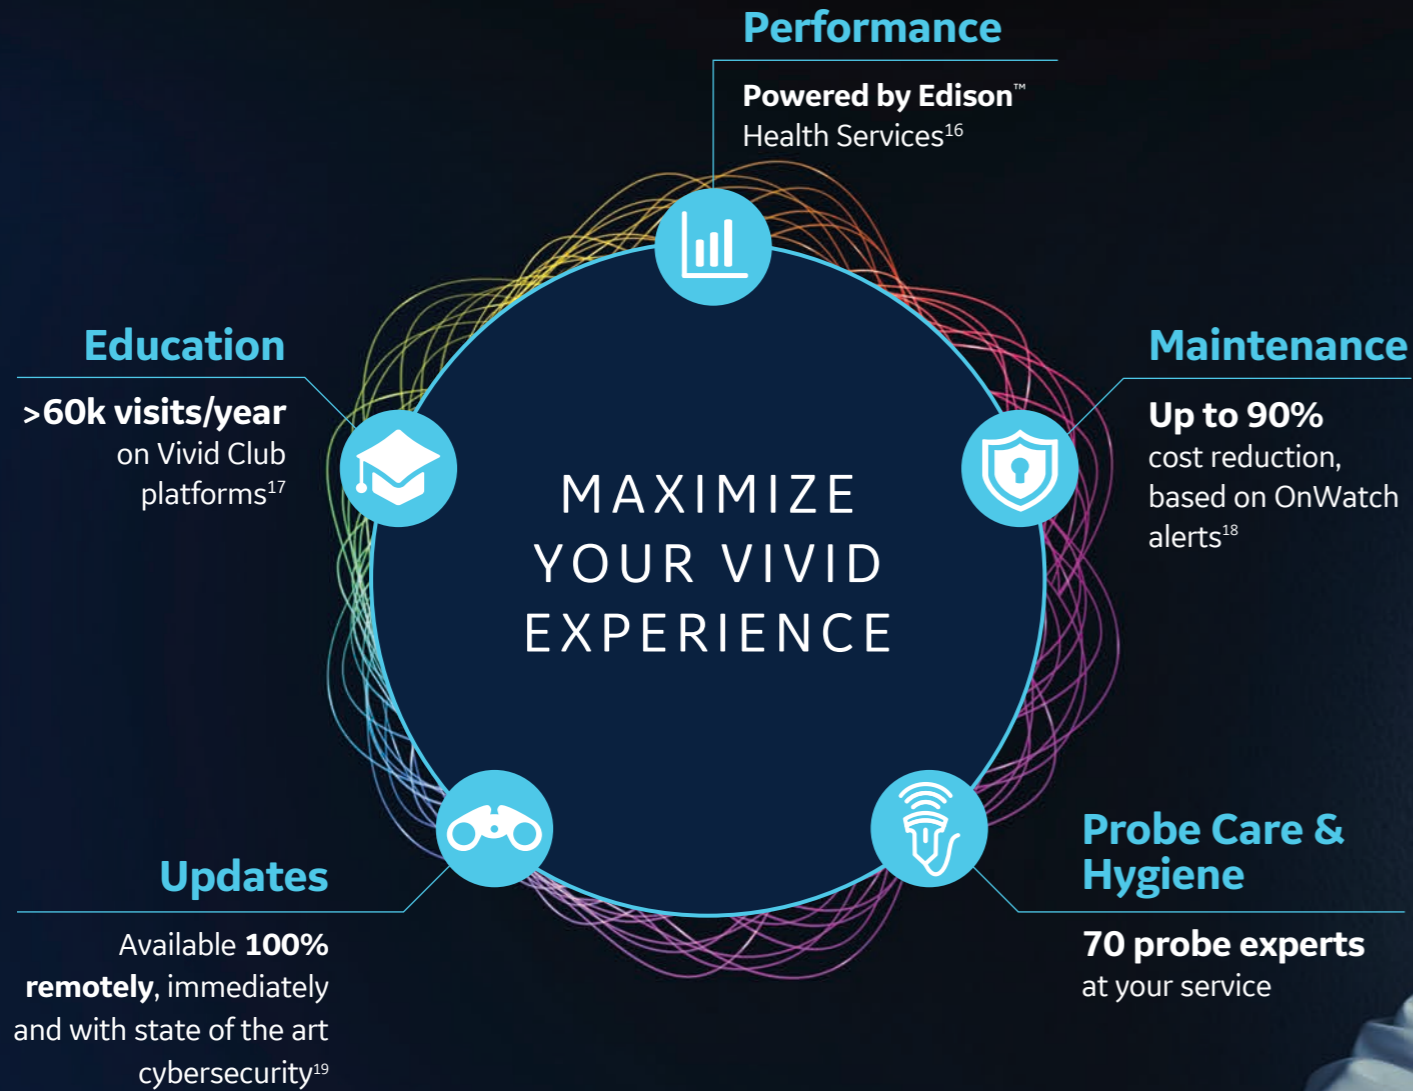 Performance
Powered by Edison™
Health Services¹⁶
Education
>60k visits/year
on Vivid Club
platforms¹⁷
Maintenance
Up to 90%
cost reduction,
based on OnWatch
alerts¹⁸
MAXIMIZE
YOUR VIVID
EXPERIENCE
Updates
Available 100%
remotely, immediately
and with state of the art
cybersecurity¹⁹
Probe Care &
Hygiene
70 probe experts
at your service